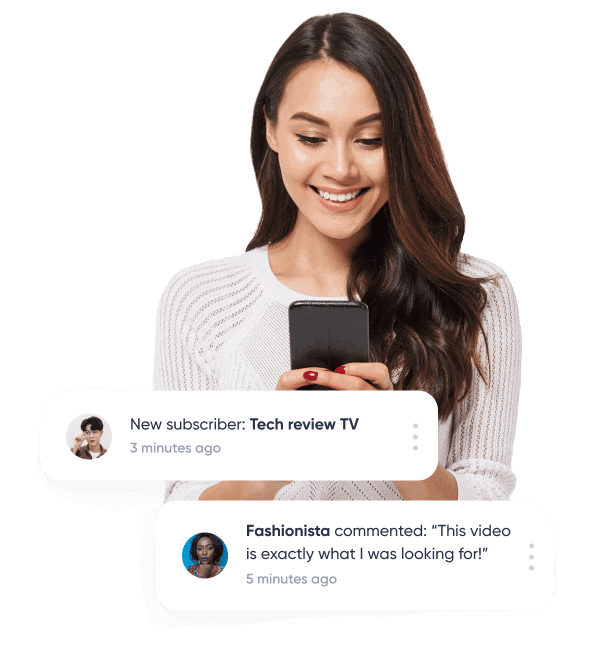 New subscriber: Tech review TV
3 minutes ago
Fashionista commented: “This video
is exactly what I was looking for!”
5 minutes ago